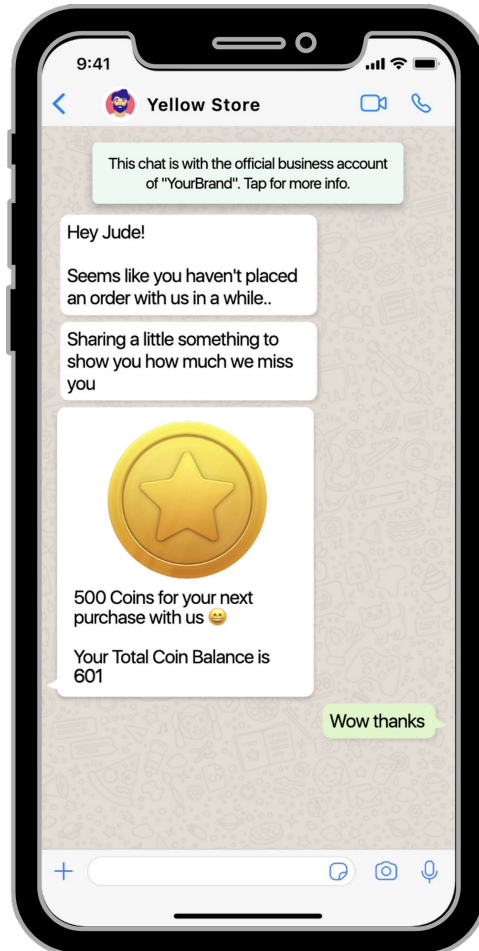 9:41
Yellow Store
This chat is with the official business account
of "YourBrand". Tap for more info.
Hey Jude!
Seems like you haven't placed
an order with us in a while..
Sharing a little something to
show you how much we miss
you
500 Coins for your next
purchase with us 😄
Your Total Coin Balance is
601
Wow thanks